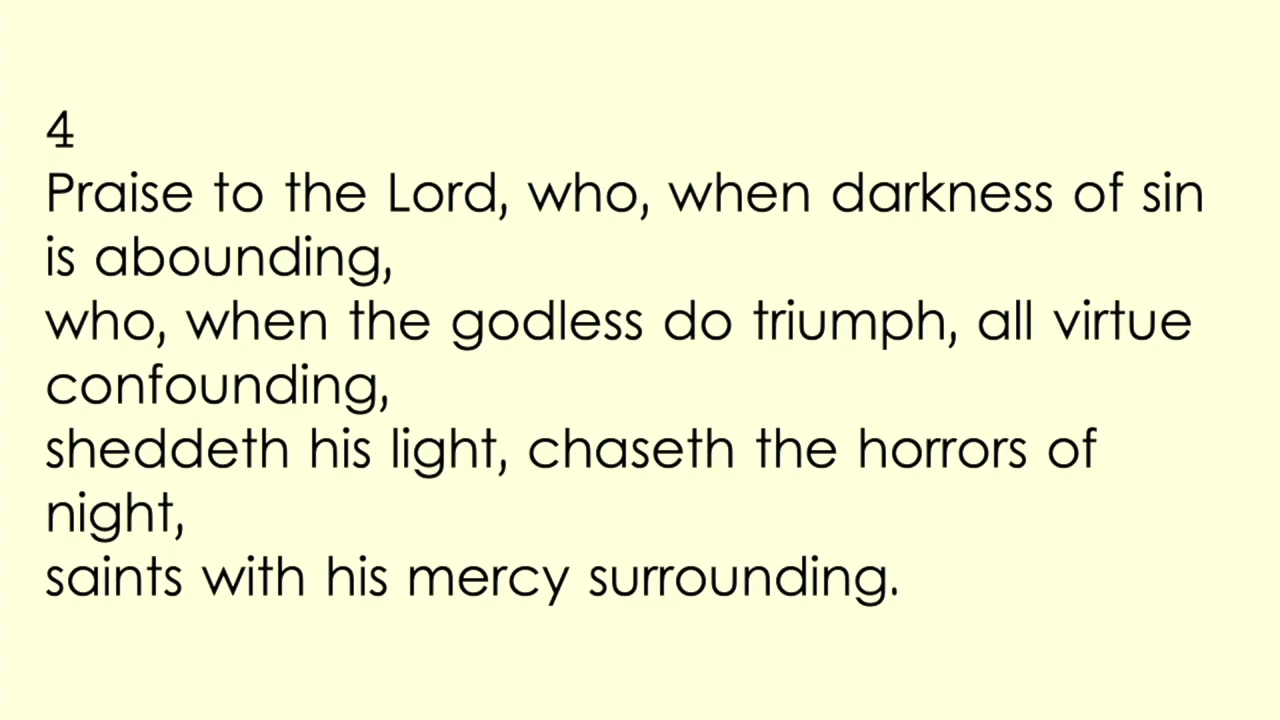 4
Praise to the Lord, who, when darkness of sin
is abounding,
who, when the godless do triumph, all virtue
confounding,
sheddeth his light, chaseth the horrors of
night,
saints with his mercy surrounding.